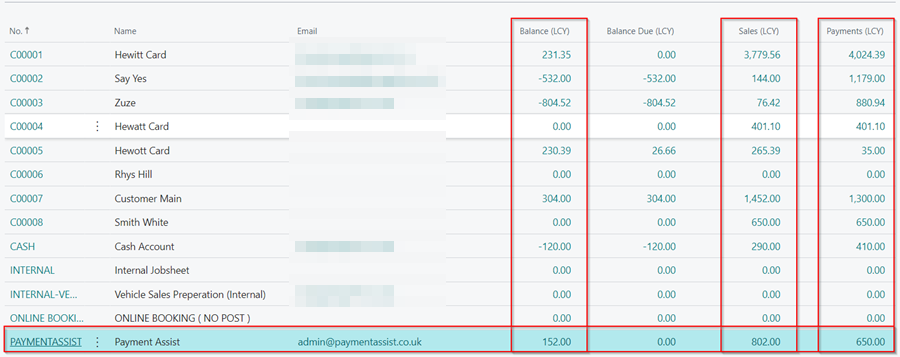 No. ↑ Name Email Balance (LCY) Balance Due (LCY) Sales (LCY) Payments (LCY)
C00001 Hewitt Card 231.35 0.00 3,779.56 4,024.39
C00002 Say Yes -532.00 -532.00 144.00 1,179.00
C00003 Zuze -804.52 -804.52 76.42 880.94
C00004 ⋮ Hewatt Card 0.00 0.00 401.10 401.10
C00005 Hewott Card 230.39 26.66 265.39 35.00
C00006 Rhys Hill 0.00 0.00 0.00 0.00
C00007 Customer Main 304.00 304.00 1,452.00 1,300.00
C00008 Smith White 0.00 0.00 650.00 650.00
CASH Cash Account -120.00 -120.00 290.00 410.00
INTERNAL Internal Jobsheet 0.00 0.00 0.00 0.00
INTERNAL-VE... Vehicle Sales Preperation (Internal) 0.00 0.00 0.00 0.00
ONLINE BOOKI... ONLINE BOOKING ( NO POST ) 0.00 0.00 0.00 0.00
PAYMENTASSIST ⋮ Payment Assist admin@paymentassist.co.uk 152.00 0.00 802.00 650.00